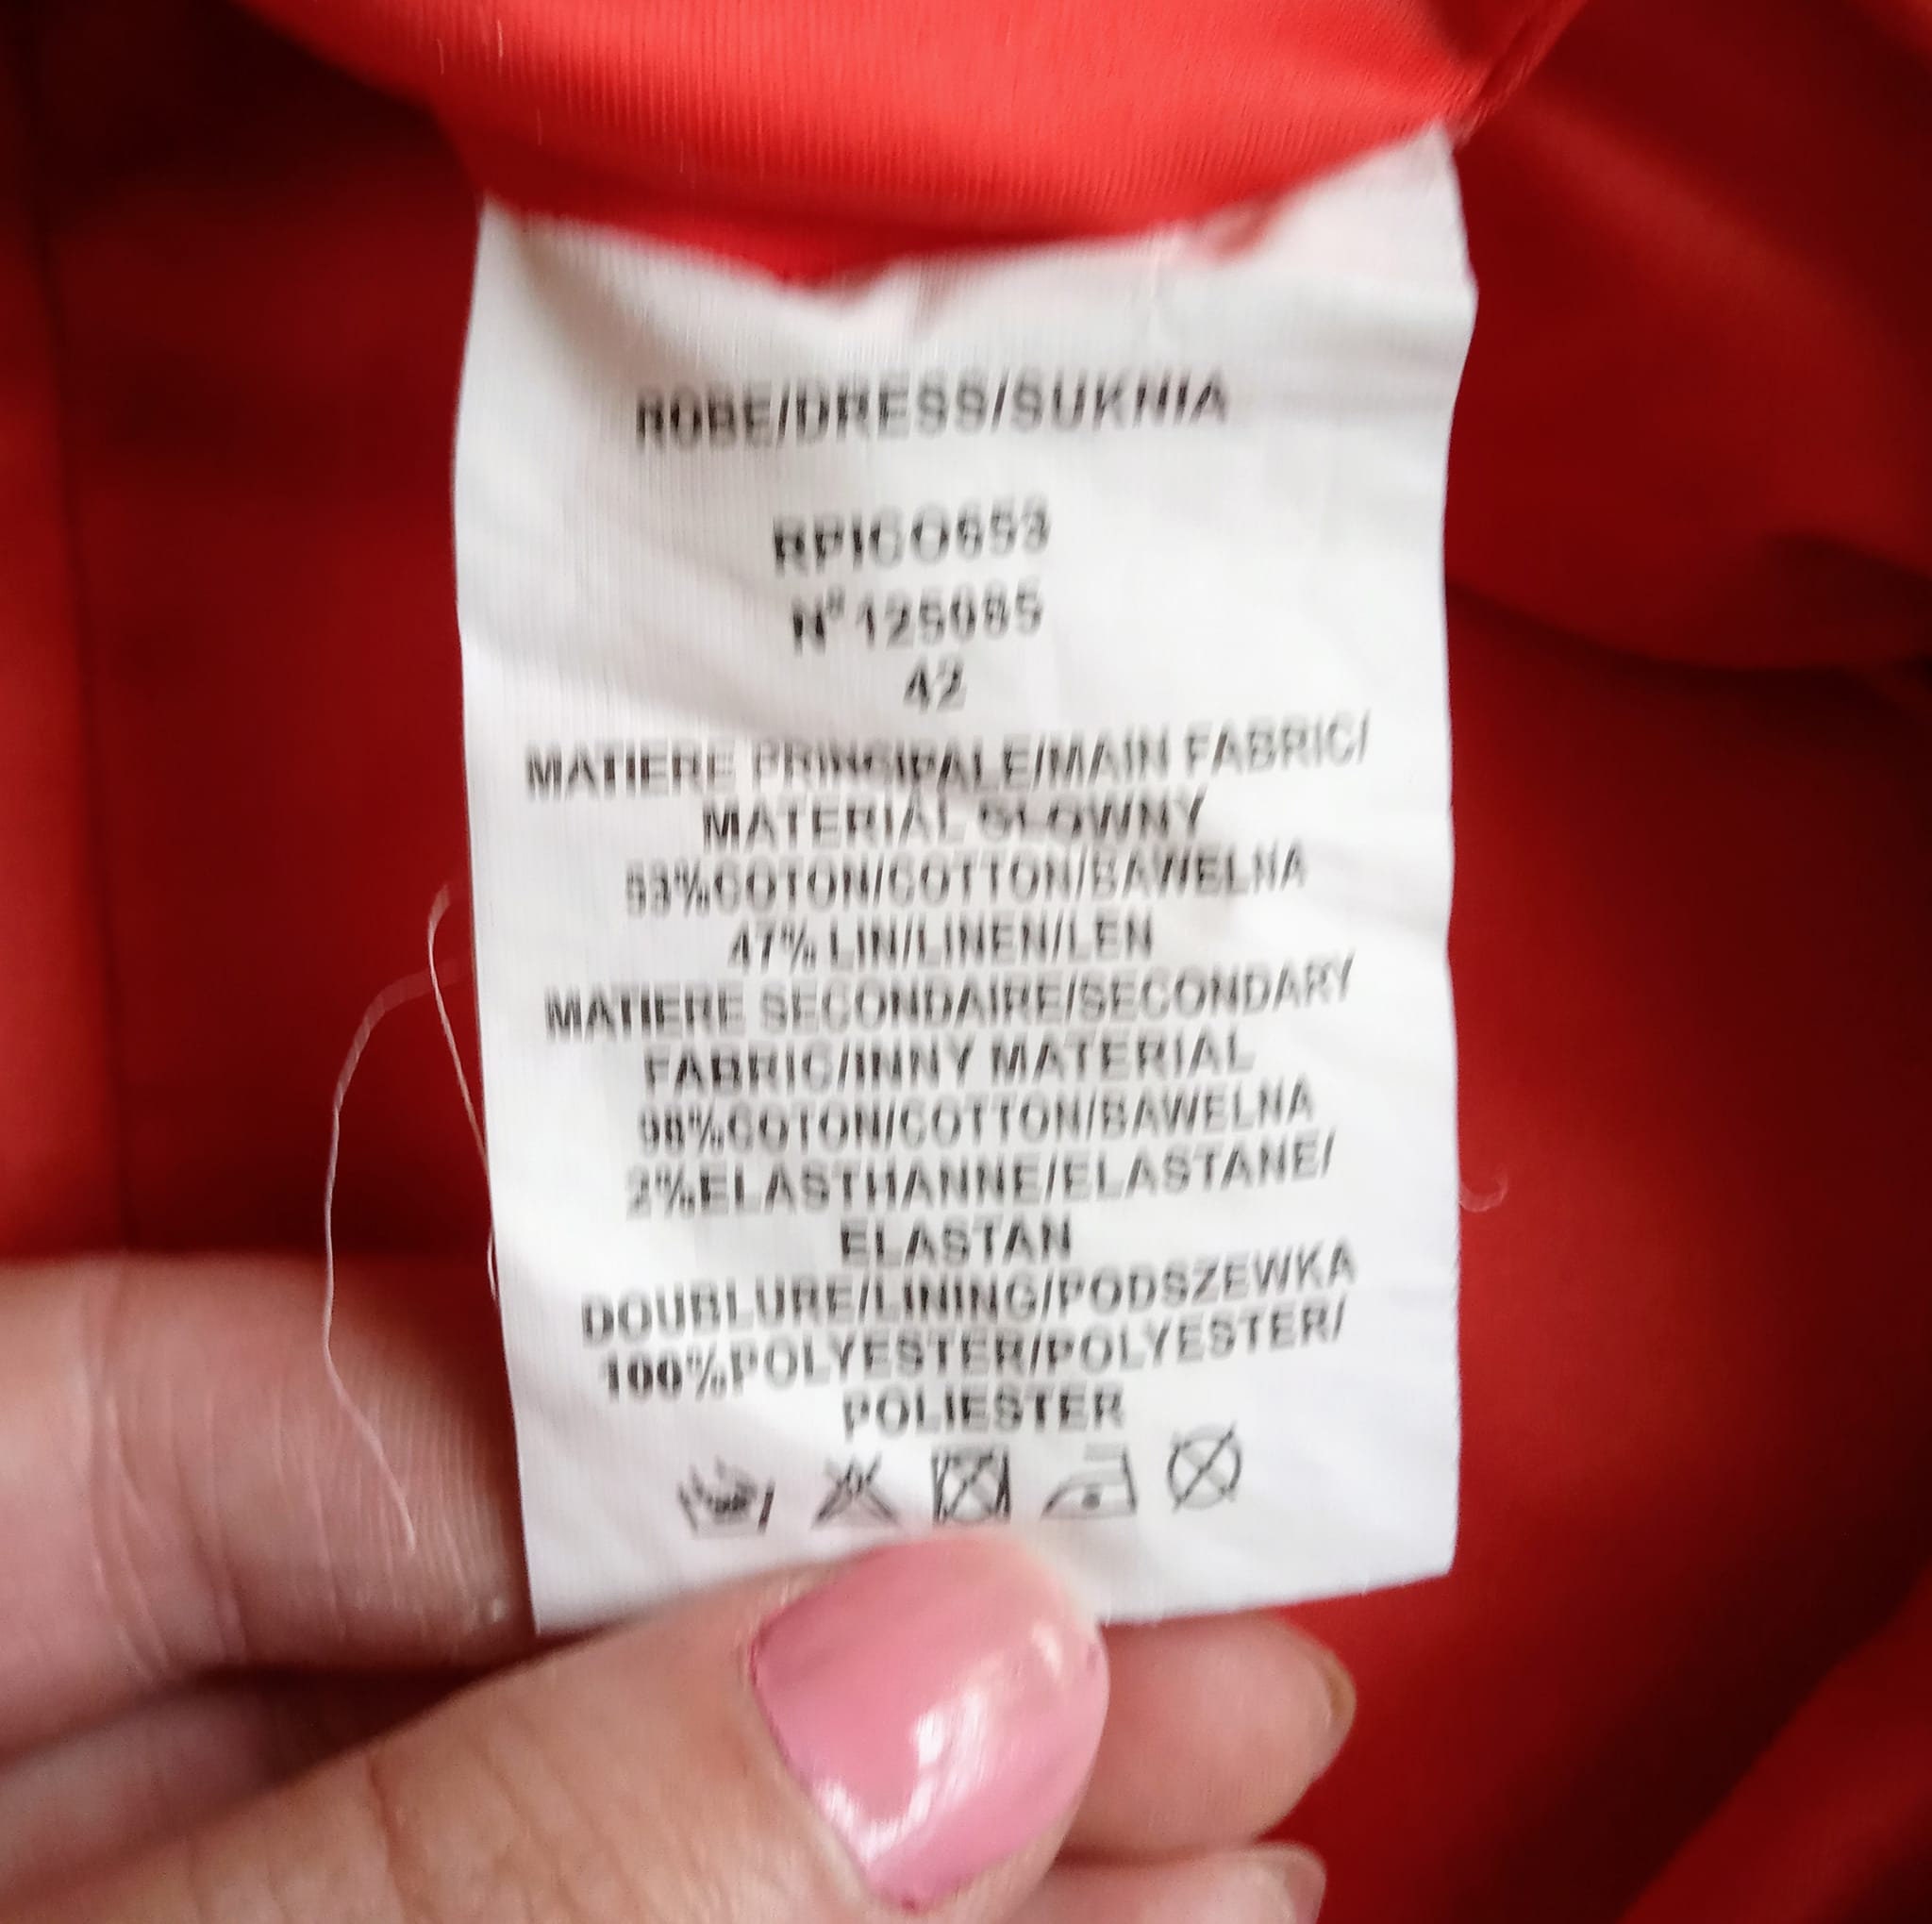 ROBE/DRESS/SUKNIA
RPICO653
N°125085
42
MATIERE PRINCIPALE/MAIN FABRIC/
MATERIAL GLOWNY
53%COTON/COTTON/BAWELNA
47% LIN/LINEN/LEN
MATIERE SECONDAIRE/SECONDARY
FABRIC/INNY MATERIAL
98%COTON/COTTON/BAWELNA
2%ELASTHANNE/ELASTANE/
ELASTAN
DOUBLURE/LINING/PODSZEWKA
100%POLYESTER/POLYESTER/
POLIESTER